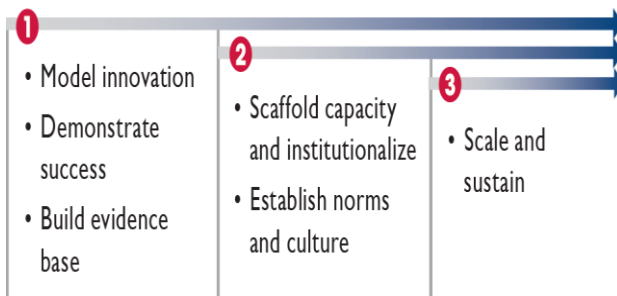 1
• Model innovation
• Demonstrate
success
• Build evidence
base
2
• Scaffold capacity
and institutionalize
• Establish norms
and culture
3
• Scale and
sustain